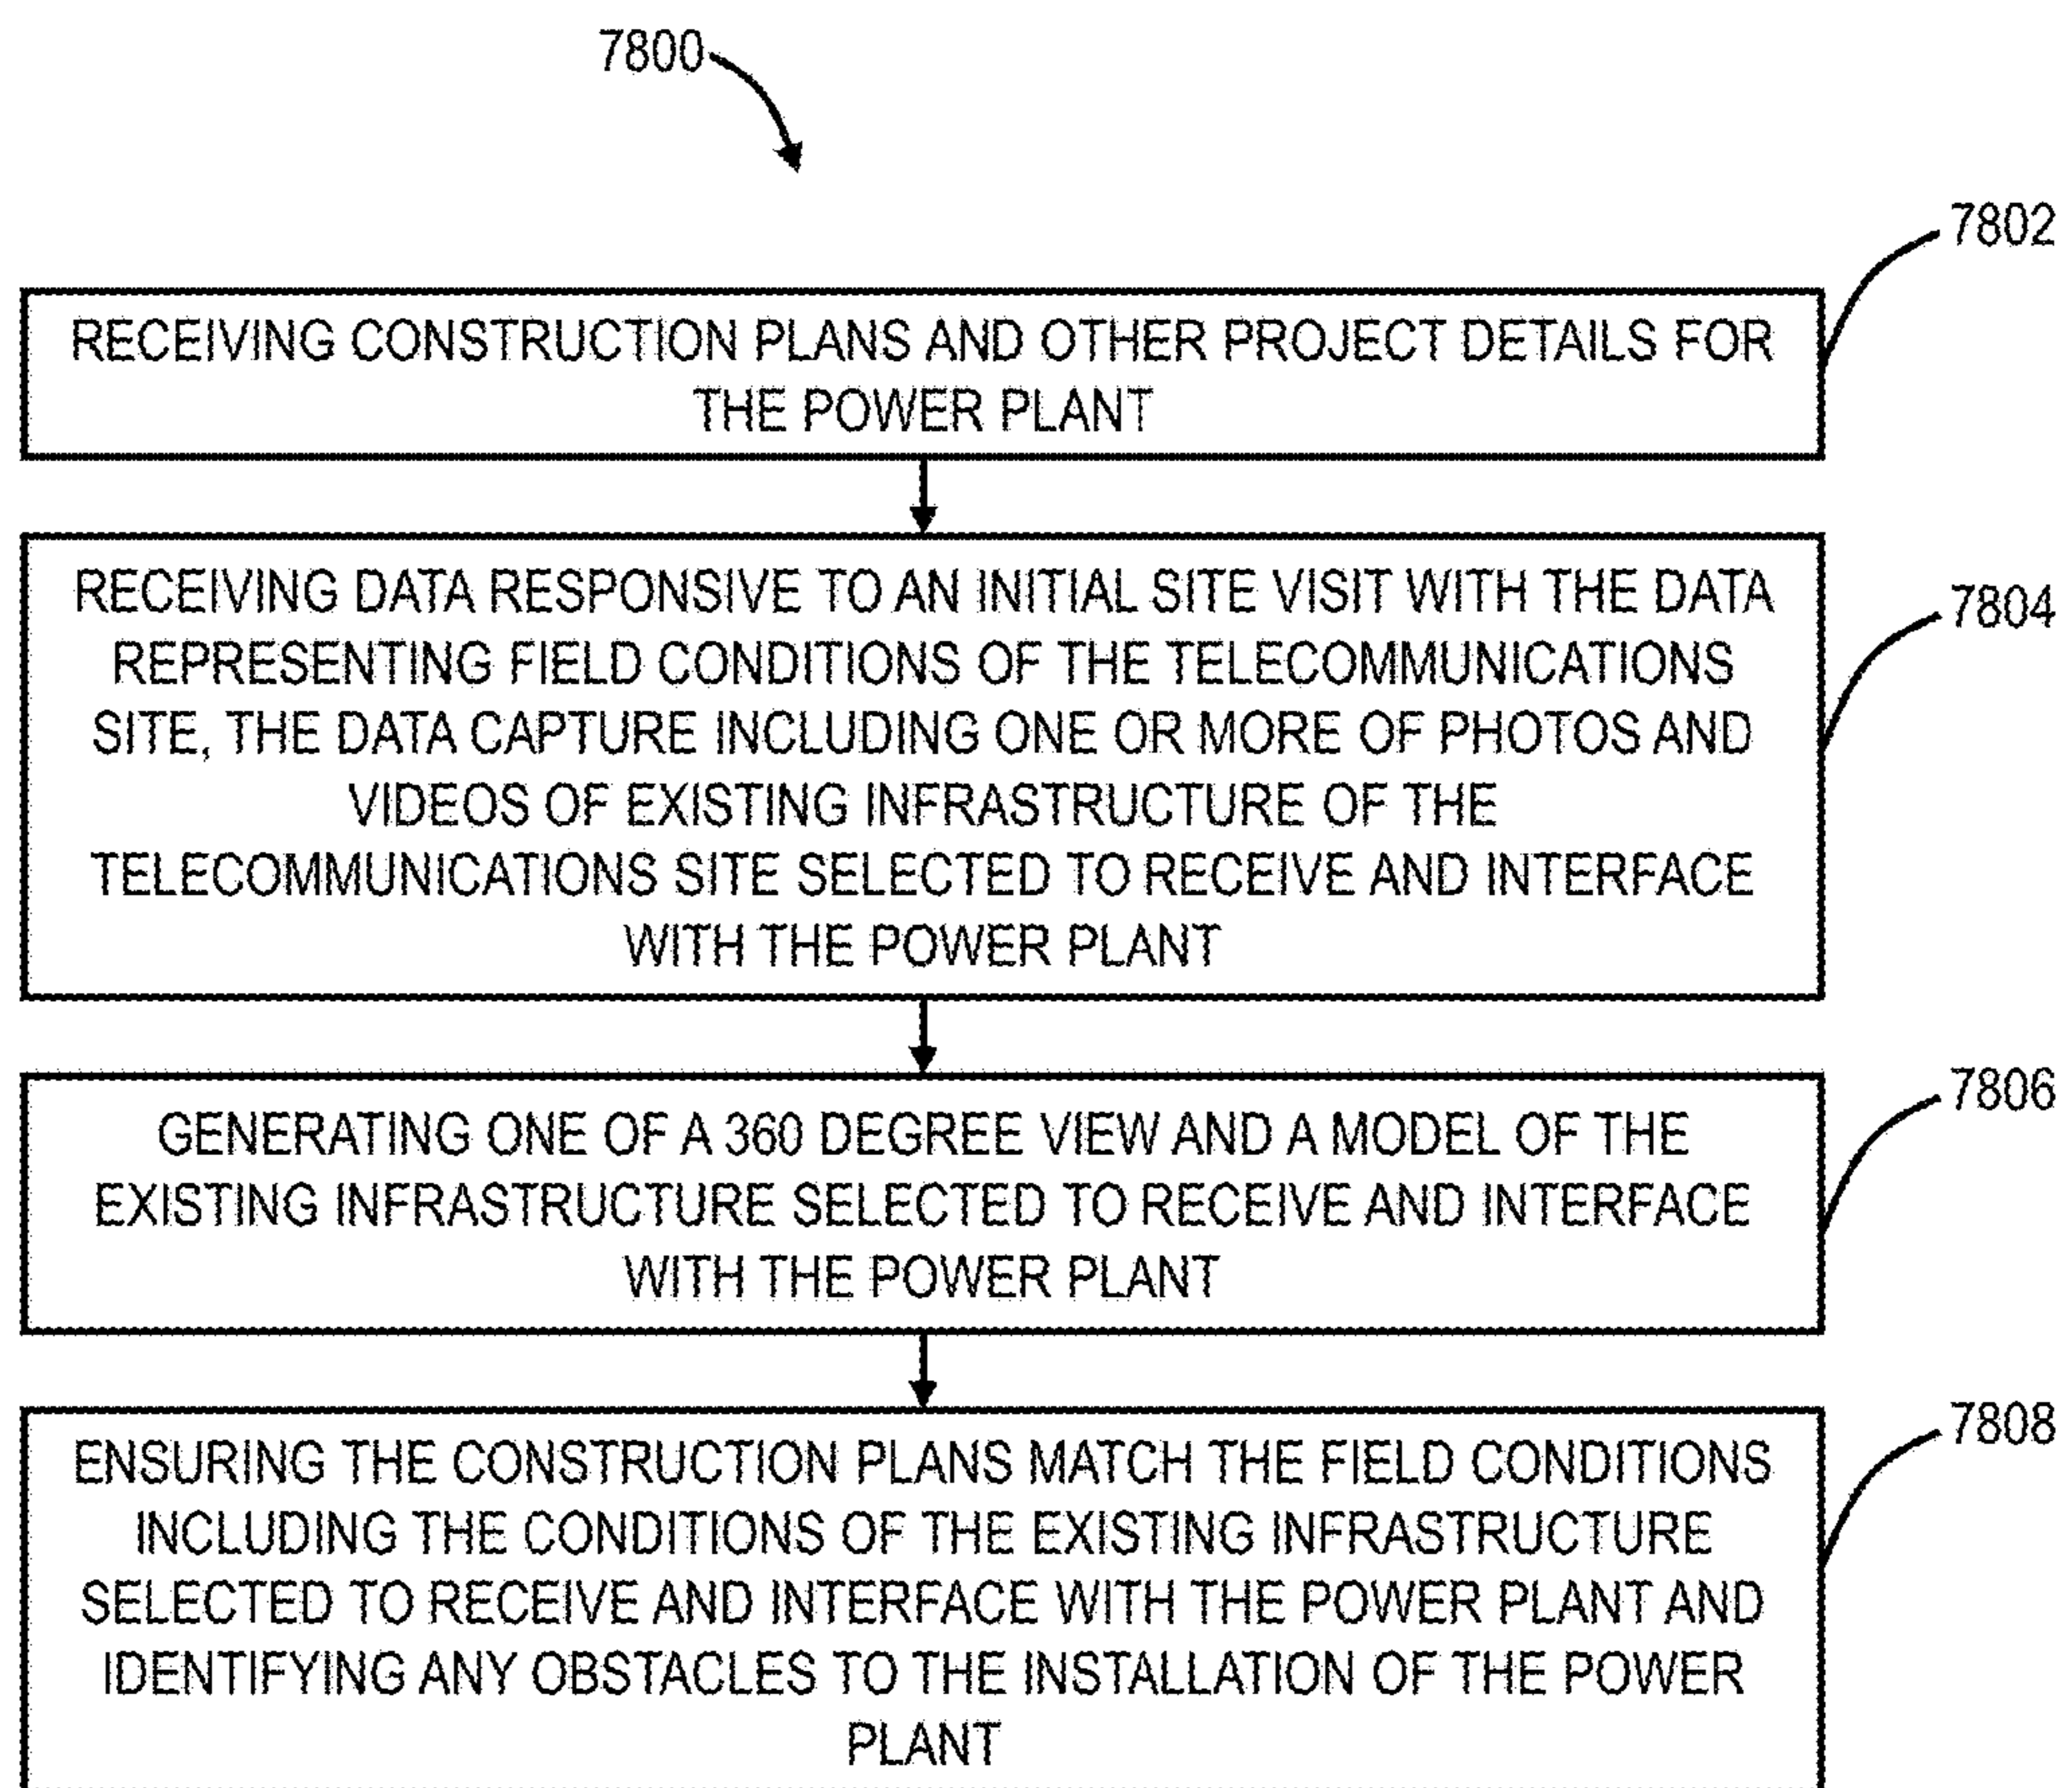 7800
7802
RECEIVING CONSTRUCTION PLANS AND OTHER PROJECT DETAILS FOR
THE POWER PLANT
7804
RECEIVING DATA RESPONSIVE TO AN INITIAL SITE VISIT WITH THE DATA
REPRESENTING FIELD CONDITIONS OF THE TELECOMMUNICATIONS
SITE, THE DATA CAPTURE INCLUDING ONE OR MORE OF PHOTOS AND
VIDEOS OF EXISTING INFRASTRUCTURE OF THE
TELECOMMUNICATIONS SITE SELECTED TO RECEIVE AND INTERFACE
WITH THE POWER PLANT
7806
GENERATING ONE OF A 360 DEGREE VIEW AND A MODEL OF THE
EXISTING INFRASTRUCTURE SELECTED TO RECEIVE AND INTERFACE
WITH THE POWER PLANT
7808
ENSURING THE CONSTRUCTION PLANS MATCH THE FIELD CONDITIONS
INCLUDING THE CONDITIONS OF THE EXISTING INFRASTRUCTURE
SELECTED TO RECEIVE AND INTERFACE WITH THE POWER PLANT AND
IDENTIFYING ANY OBSTACLES TO THE INSTALLATION OF THE POWER
PLANT